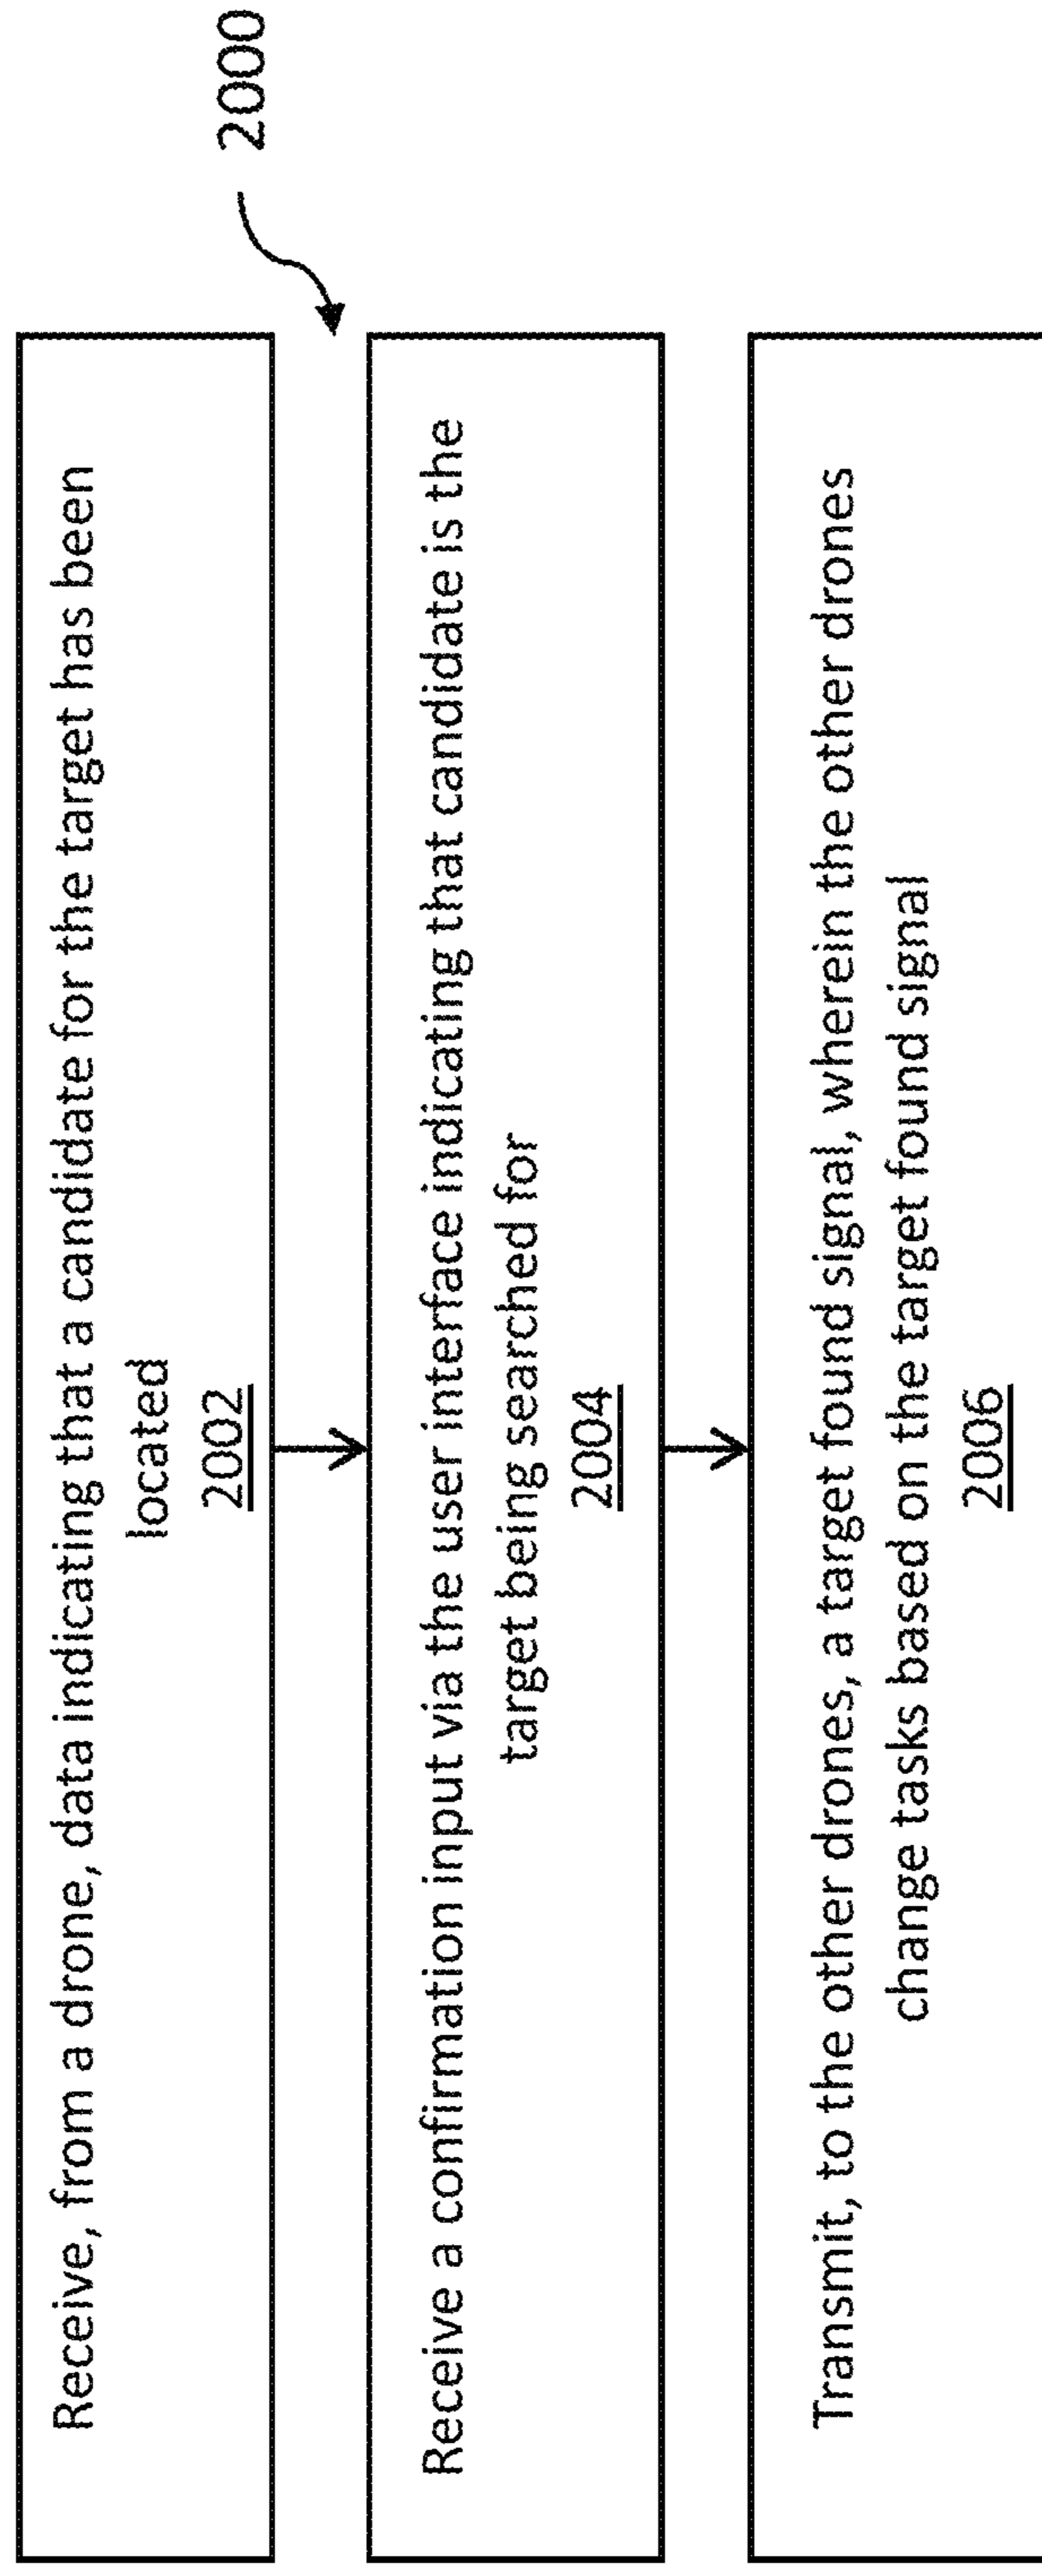 2000
Receive, from a drone, data indicating that a candidate for the target has been
located
2002
Receive a confirmation input via the user interface indicating that candidate is the
target being searched for
2004
Transmit, to the other drones, a target found signal, wherein the other drones
change tasks based on the target found signal
2006